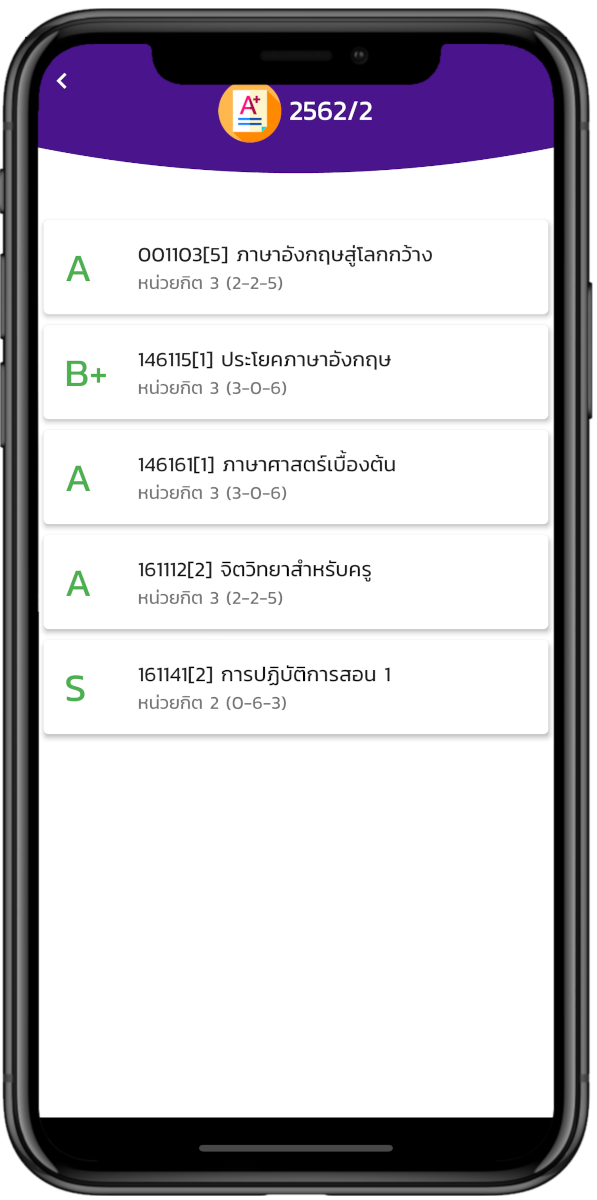 A+ 2562/2
A
001103[5] ภาษาอังกฤษสู่โลกกว้าง
หน่วยกิต 3 (2-2-5)
B+
146115[1] ประโยคภาษาอังกฤษ
หน่วยกิต 3 (3-0-6)
A
146161[1] ภาษาศาสตร์เบื้องต้น
หน่วยกิต 3 (3-0-6)
A
161112[2] จิตวิทยาสำหรับครู
หน่วยกิต 3 (2-2-5)
S
161141[2] การปฏิบัติการสอน 1
หน่วยกิต 2 (0-6-3)